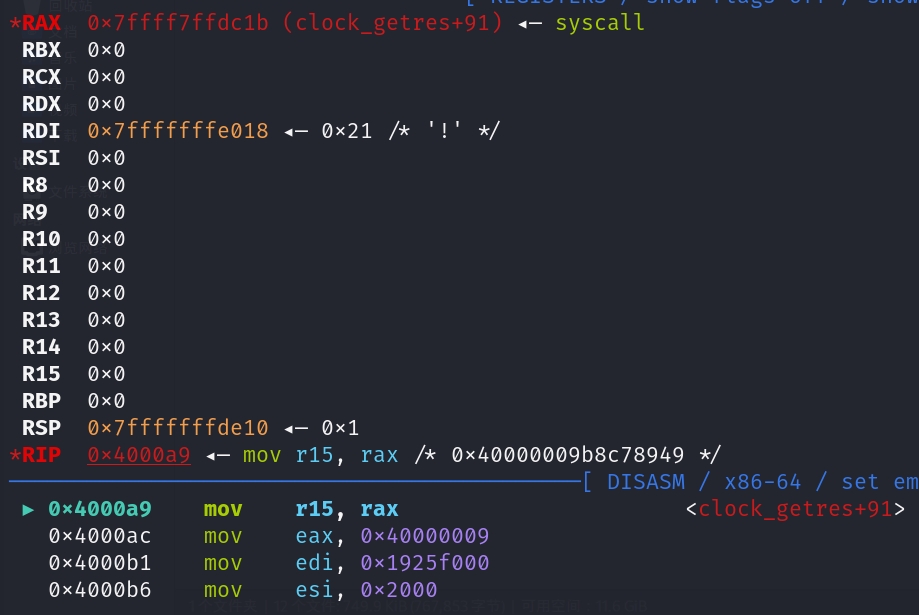 [ REGISTERS / show-flags off / show
*RAX 0x7ffff7ffdc1b (clock_getres+91) ◂— syscall
RBX 0x0
RCX 0x0
RDX 0x0
RDI 0x7fffffffe018 ◂— 0x21 /* '!' */
RSI 0x0
R8 0x0
R9 0x0
R10 0x0
R11 0x0
R12 0x0
R13 0x0
R14 0x0
R15 0x0
RBP 0x0
RSP 0x7fffffffde10 ◂— 0x1
*RIP 0x4000a9 ◂— mov r15, rax /* 0x40000009b8c78949 */
[ DISASM / x86-64 / set em
► 0x4000a9 mov r15, rax <clock_getres+91>
0x4000ac mov eax, 0x40000009
0x4000b1 mov edi, 0x1925f000
0x4000b6 mov esi, 0x2000